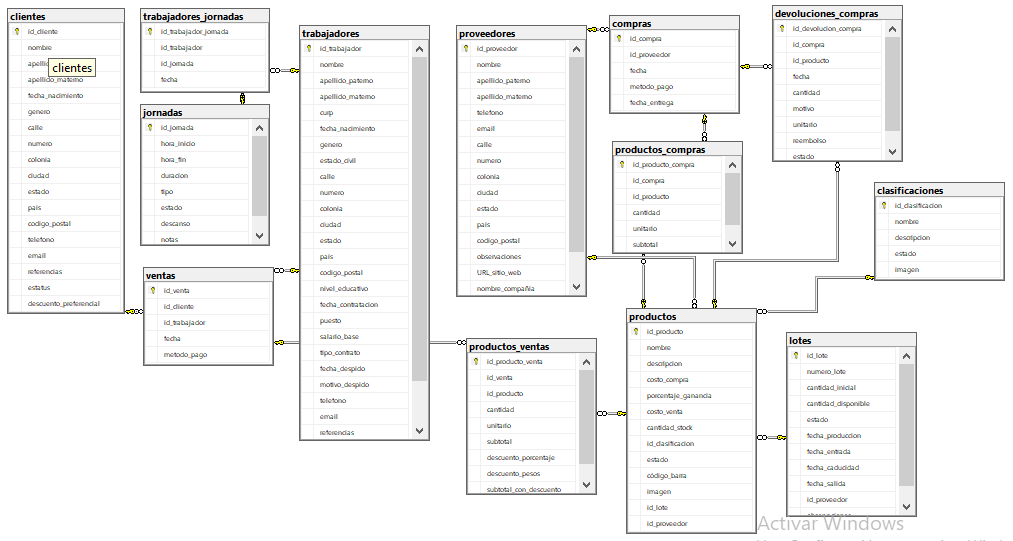 clientes
id_cliente
nombre
apellido_materno
fecha_nacimiento
genero
calle
numero
colonia
ciudad
estado
pais
codigo_postal
telefono
email
referencias
estatus
descuento_preferencial
clientes
trabajadores_jornadas
id_trabajador_jornada
id_trabajador
id_jornada
fecha
jornadas
id_jornada
hora_inicio
hora_fin
duracion
tipo
estado
descanso
notas
ventas
id_venta
id_cliente
id_trabajador
fecha
metodo_pago
trabajadores
id_trabajador
nombre
apellido_paterno
apellido_materno
curp
fecha_nacimiento
genero
estado_civil
calle
numero
colonia
ciudad
estado
pais
codigo_postal
nivel_educativo
fecha_contratacion
puesto
salario_base
tipo_contrato
fecha_despido
motivo_despido
telefono
email
referencias
proveedores
id_proveedor
nombre
apellido_paterno
apellido_materno
telefono
email
calle
numero
colonia
ciudad
estado
pais
codigo_postal
observaciones
URL_sitio_web
nombre_compañia
productos_ventas
id_producto_venta
id_venta
id_producto
cantidad
unitario
subtotal
descuento_porcentaje
descuento_pesos
subtotal_con_descuento
compras
id_compra
id_proveedor
fecha
metodo_pago
fecha_entrega
productos_compras
id_producto_compra
id_compra
id_producto
cantidad
unitario
subtotal
devoluciones_compras
id_devolucion_compra
id_compra
id_producto
fecha
cantidad
motivo
unitario
reembolso
estado
clasificaciones
id_clasificacion
nombre
descripcion
estado
imagen
productos
id_producto
nombre
descripcion
costo_compra
porcentaje_ganancia
costo_venta
cantidad_stock
id_clasificacion
estado
código_barra
imagen
id_lote
id_proveedor
lotes
id_lote
numero_lote
cantidad_inicial
cantidad_disponible
estado
fecha_produccion
fecha_entrada
fecha_caducidad
fecha_salida
id_proveedor
Activar Windows